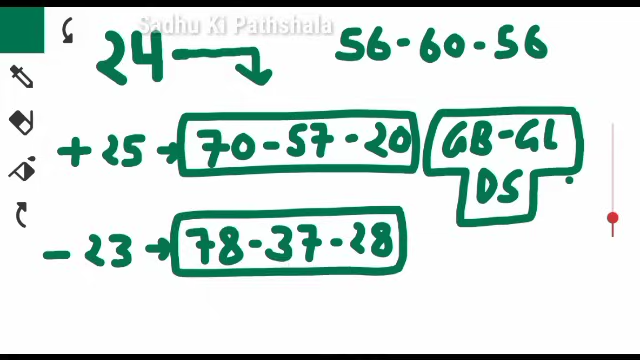 Sadhu Ki Pathshala
24 56-60-56
+25 → 70-57-20 GB-GL
DS
-23 → 78-37-28